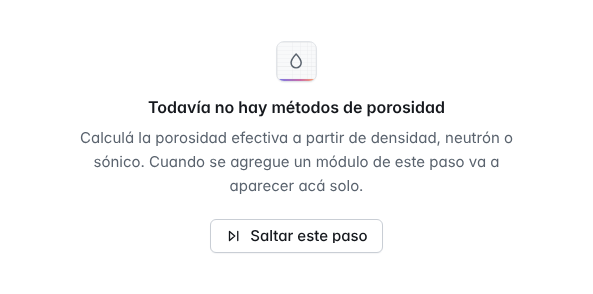 Todavía no hay métodos de porosidad
Calculá la porosidad efectiva a partir de densidad, neutrón o
sónico. Cuando se agregue un módulo de este paso va a
aparecer acá solo.
Saltar este paso